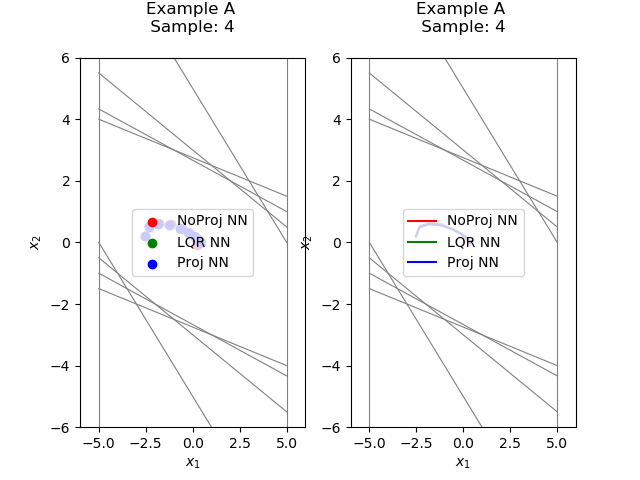 Example A
Sample: 4
6
4
2
0
−2
−4
−6
x₂
−5.0
−2.5
0.0
2.5
5.0
x₁
NoProj NN
LQR NN
Proj NN
Example A
Sample: 4
6
4
2
0
−2
−4
−6
x₂
−5.0
−2.5
0.0
2.5
5.0
x₁
NoProj NN
LQR NN
Proj NN